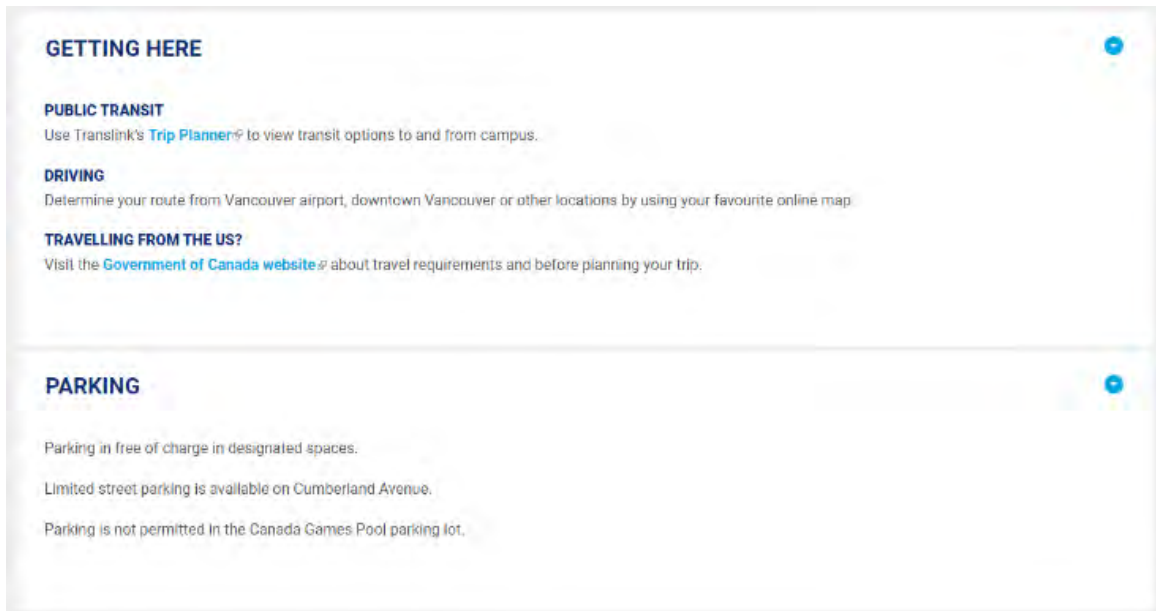 GETTING HERE
PUBLIC TRANSIT
Use Translink's Trip Planner to view transit options to and from campus.
DRIVING
Determine your route from Vancouver airport, downtown Vancouver or other locations by using your favourite online map
TRAVELLING FROM THE US?
Visit the Government of Canada website about travel requirements and before planning your trip.
PARKING
Parking in free of charge in designated spaces.
Limited street parking is available on Cumberland Avenue.
Parking is not permitted in the Canada Games Pool parking lot.